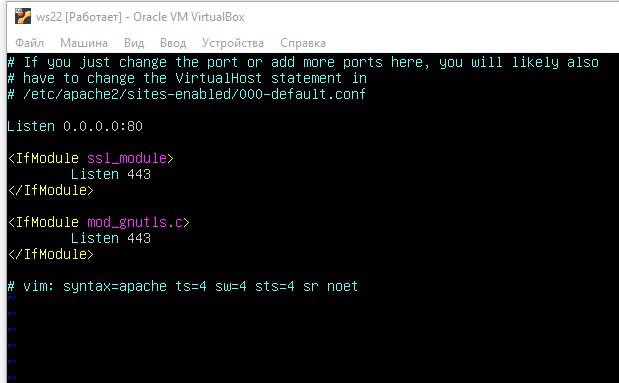 ws22 [Работает] - Oracle VM VirtualBox
Файл Машина Вид Ввод Устройства Справка
# If you just change the port or add more ports here, you will likely also
# have to change the VirtualHost statement in
# /etc/apache2/sites-enabled/000-default.conf
Listen 0.0.0.0:80
<IfModule ssl_module>
Listen 443
</IfModule>
<IfModule mod_gnutls.c>
Listen 443
</IfModule>
# vim: syntax=apache ts=4 sw=4 sts=4 sr noet
~
~
~
~
~
~